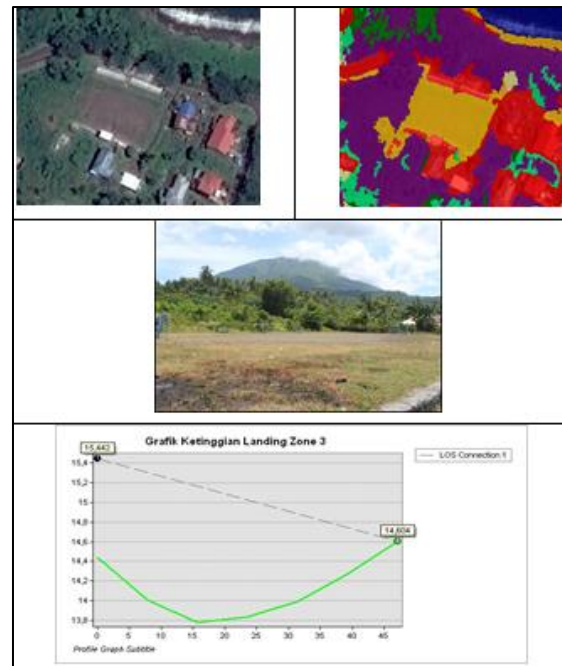 Grafik Ketinggian Landing Zone 3
LOS Connection 1
15,442
15,4
15,2
15
14,8
14,604
14,6
14,4
14,2
14
13,8
0 5 10 15 20 25 30 35 40 45
Profile Graph Subtitle